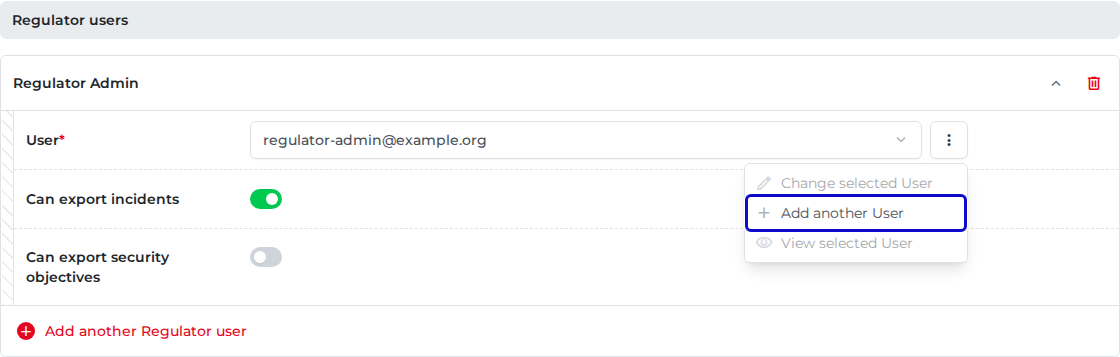 Regulator users
Regulator Admin
User*
regulator-admin@example.org
Change selected User
Can export incidents
Add another User
View selected User
Can export security
objectives
Add another Regulator user